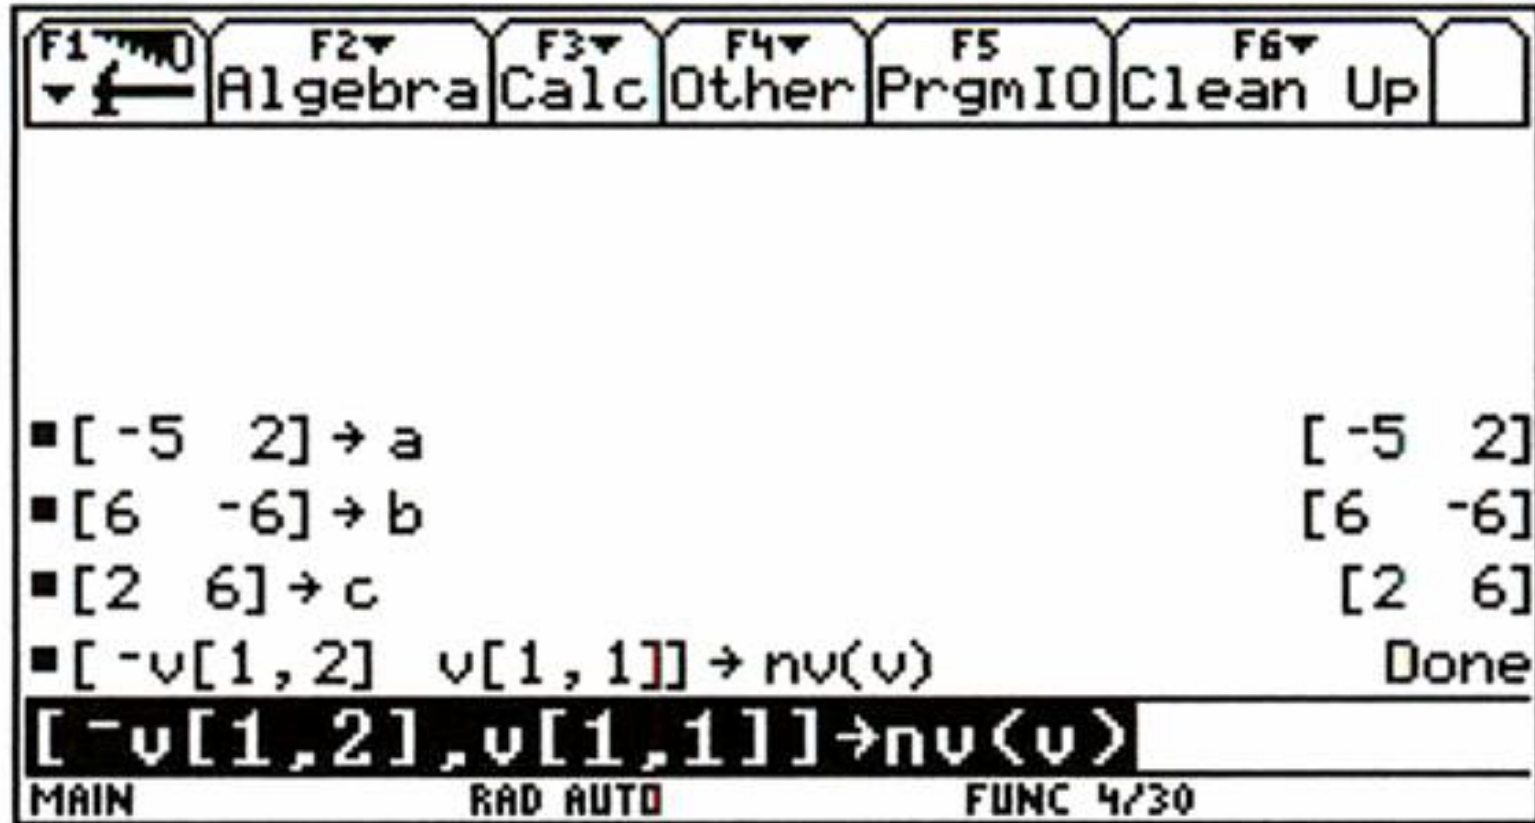 F1 F2 F3 F4 F5 F6
Algebra Calc Other PrgmIO Clean Up
[ -5 2] → a [ -5 2]
[6 -6] → b [6 -6]
[2 6] → c [2 6]
[ -v[1,2] v[1,1]] → nv(v) Done
[-v[1,2],v[1,1]]→nv(v)
MAIN RAD AUTO FUNC 4/30